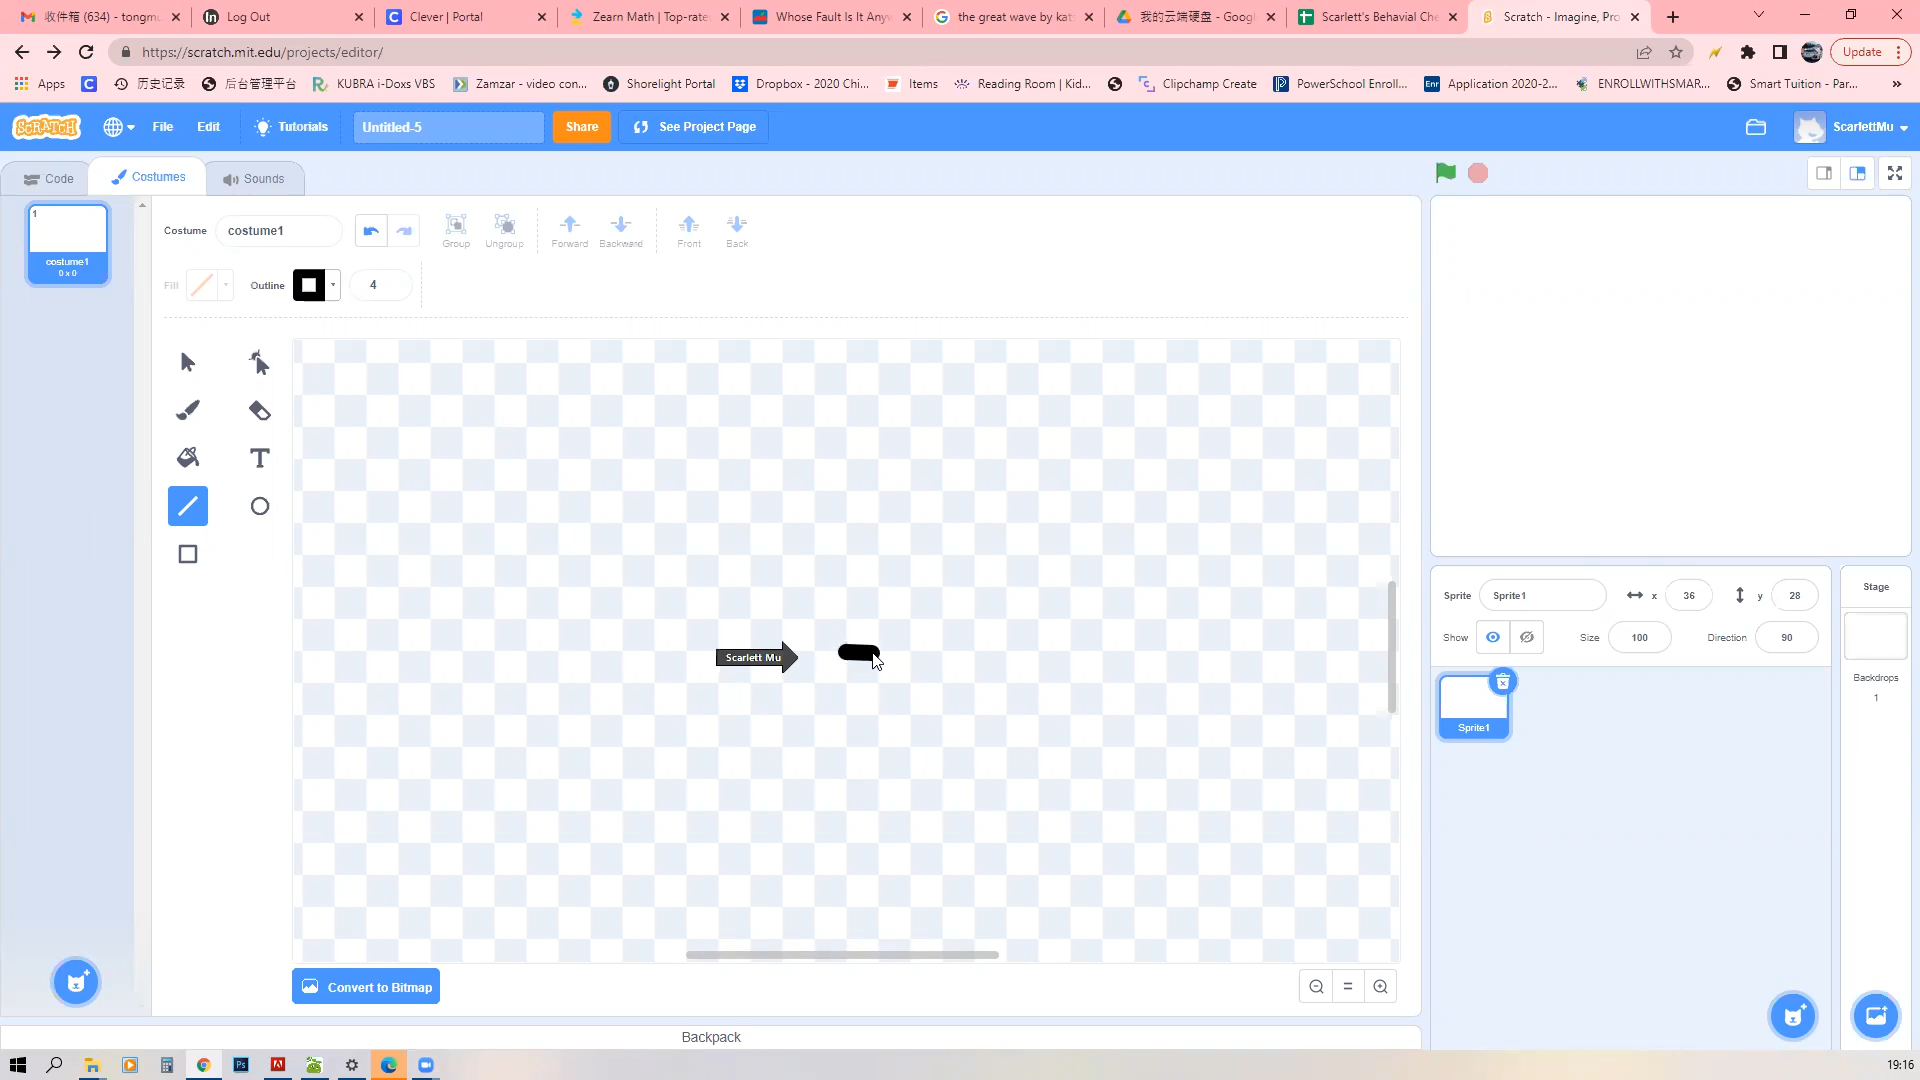 收件箱 (634) - tongmu
Log Out
Clever | Portal
Zearn Math | Top-rate
Whose Fault Is It Anyw
the great wave by kat
我的云端硬盘 - Googl
Scarlett's Behavial Che
Scratch - Imagine, Pro
https://scratch.mit.edu/projects/editor/
Update
Apps
历史记录
后台管理平台
KUBRA i-Doxs VBS
Zamzar - video con...
Shorelight Portal
Dropbox - 2020 Chi...
Items
Reading Room | Kid...
Clipchamp Create
PowerSchool Enroll...
Enr
Application 2020-2...
ENROLLWITHSMAR...
Smart Tuition - Par...
SCRATCH
File
Edit
Tutorials
Untitled-5
Share
See Project Page
ScarlettMu
Code
Costumes
Sounds
1
costume1
0 x 0
Costume
costume1
Group
Ungroup
Forward
Backward
Front
Back
Fill
Outline
4
Scarlett Mu
Convert to Bitmap
Backpack
Sprite
Sprite1
x
36
y
28
Show
Size
100
Direction
90
Sprite1
Stage
Backdrops
1
19:16